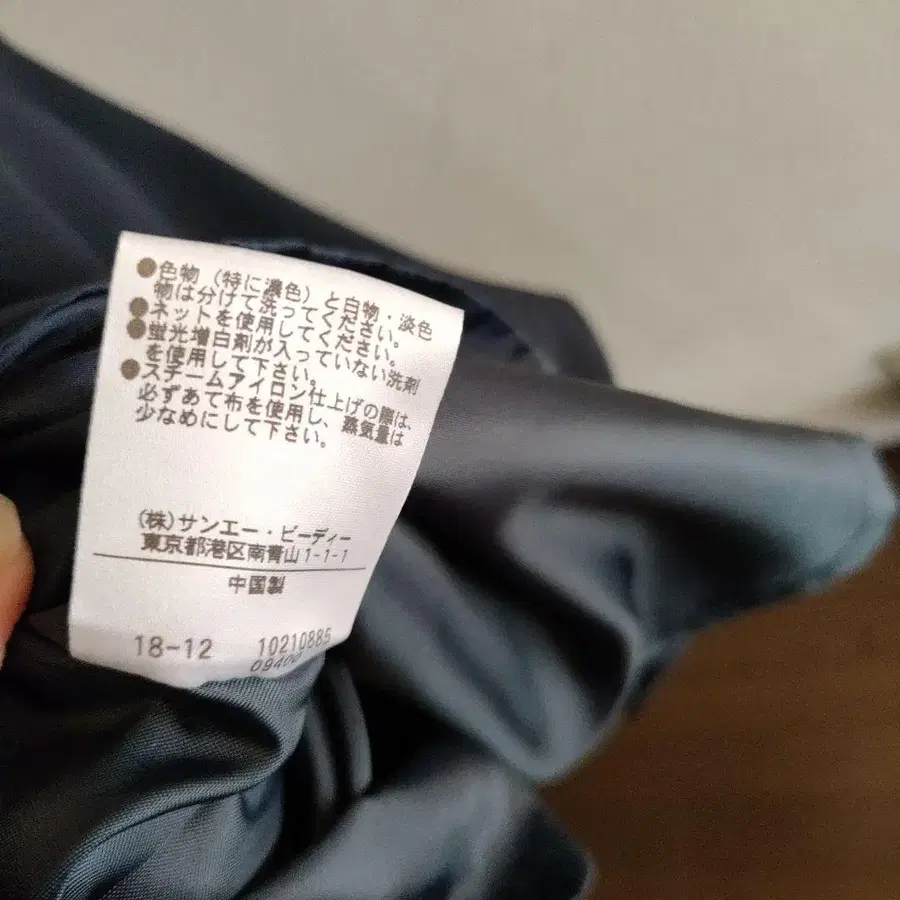 ●色物（特に濃色）と白物・淡色
物は分けて洗ってください。
●ネットを使用してください。
●蛍光増白剤が入っていない洗剤
を使用して下さい。
●スチームアイロン仕上げの際は、
必ずあて布を使用し、蒸気量は
少なめにして下さい。
(株)サンエー・ビーディー
東京都港区南青山1-1-1
中国製
18-12 10210885